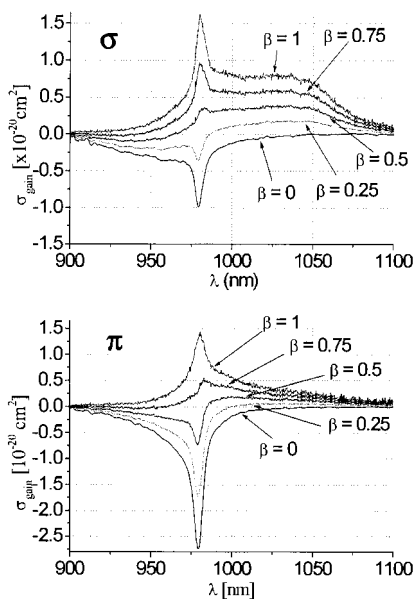 σ
1.5
1.0
0.5
0.0
-0.5
-1.0
-1.5
σgain [x10-20 cm2]
β = 1
β = 0.75
β = 0.5
β = 0.25
β = 0
900
950
1000
1050
1100
λ (nm)
π
1.5
1.0
0.5
0.0
-0.5
-1.0
-1.5
-2.0
-2.5
σgain [10-20 cm2]
β = 1
β = 0.75
β = 0.5
β = 0.25
β = 0
900
950
1000
1050
1100
λ [nm]